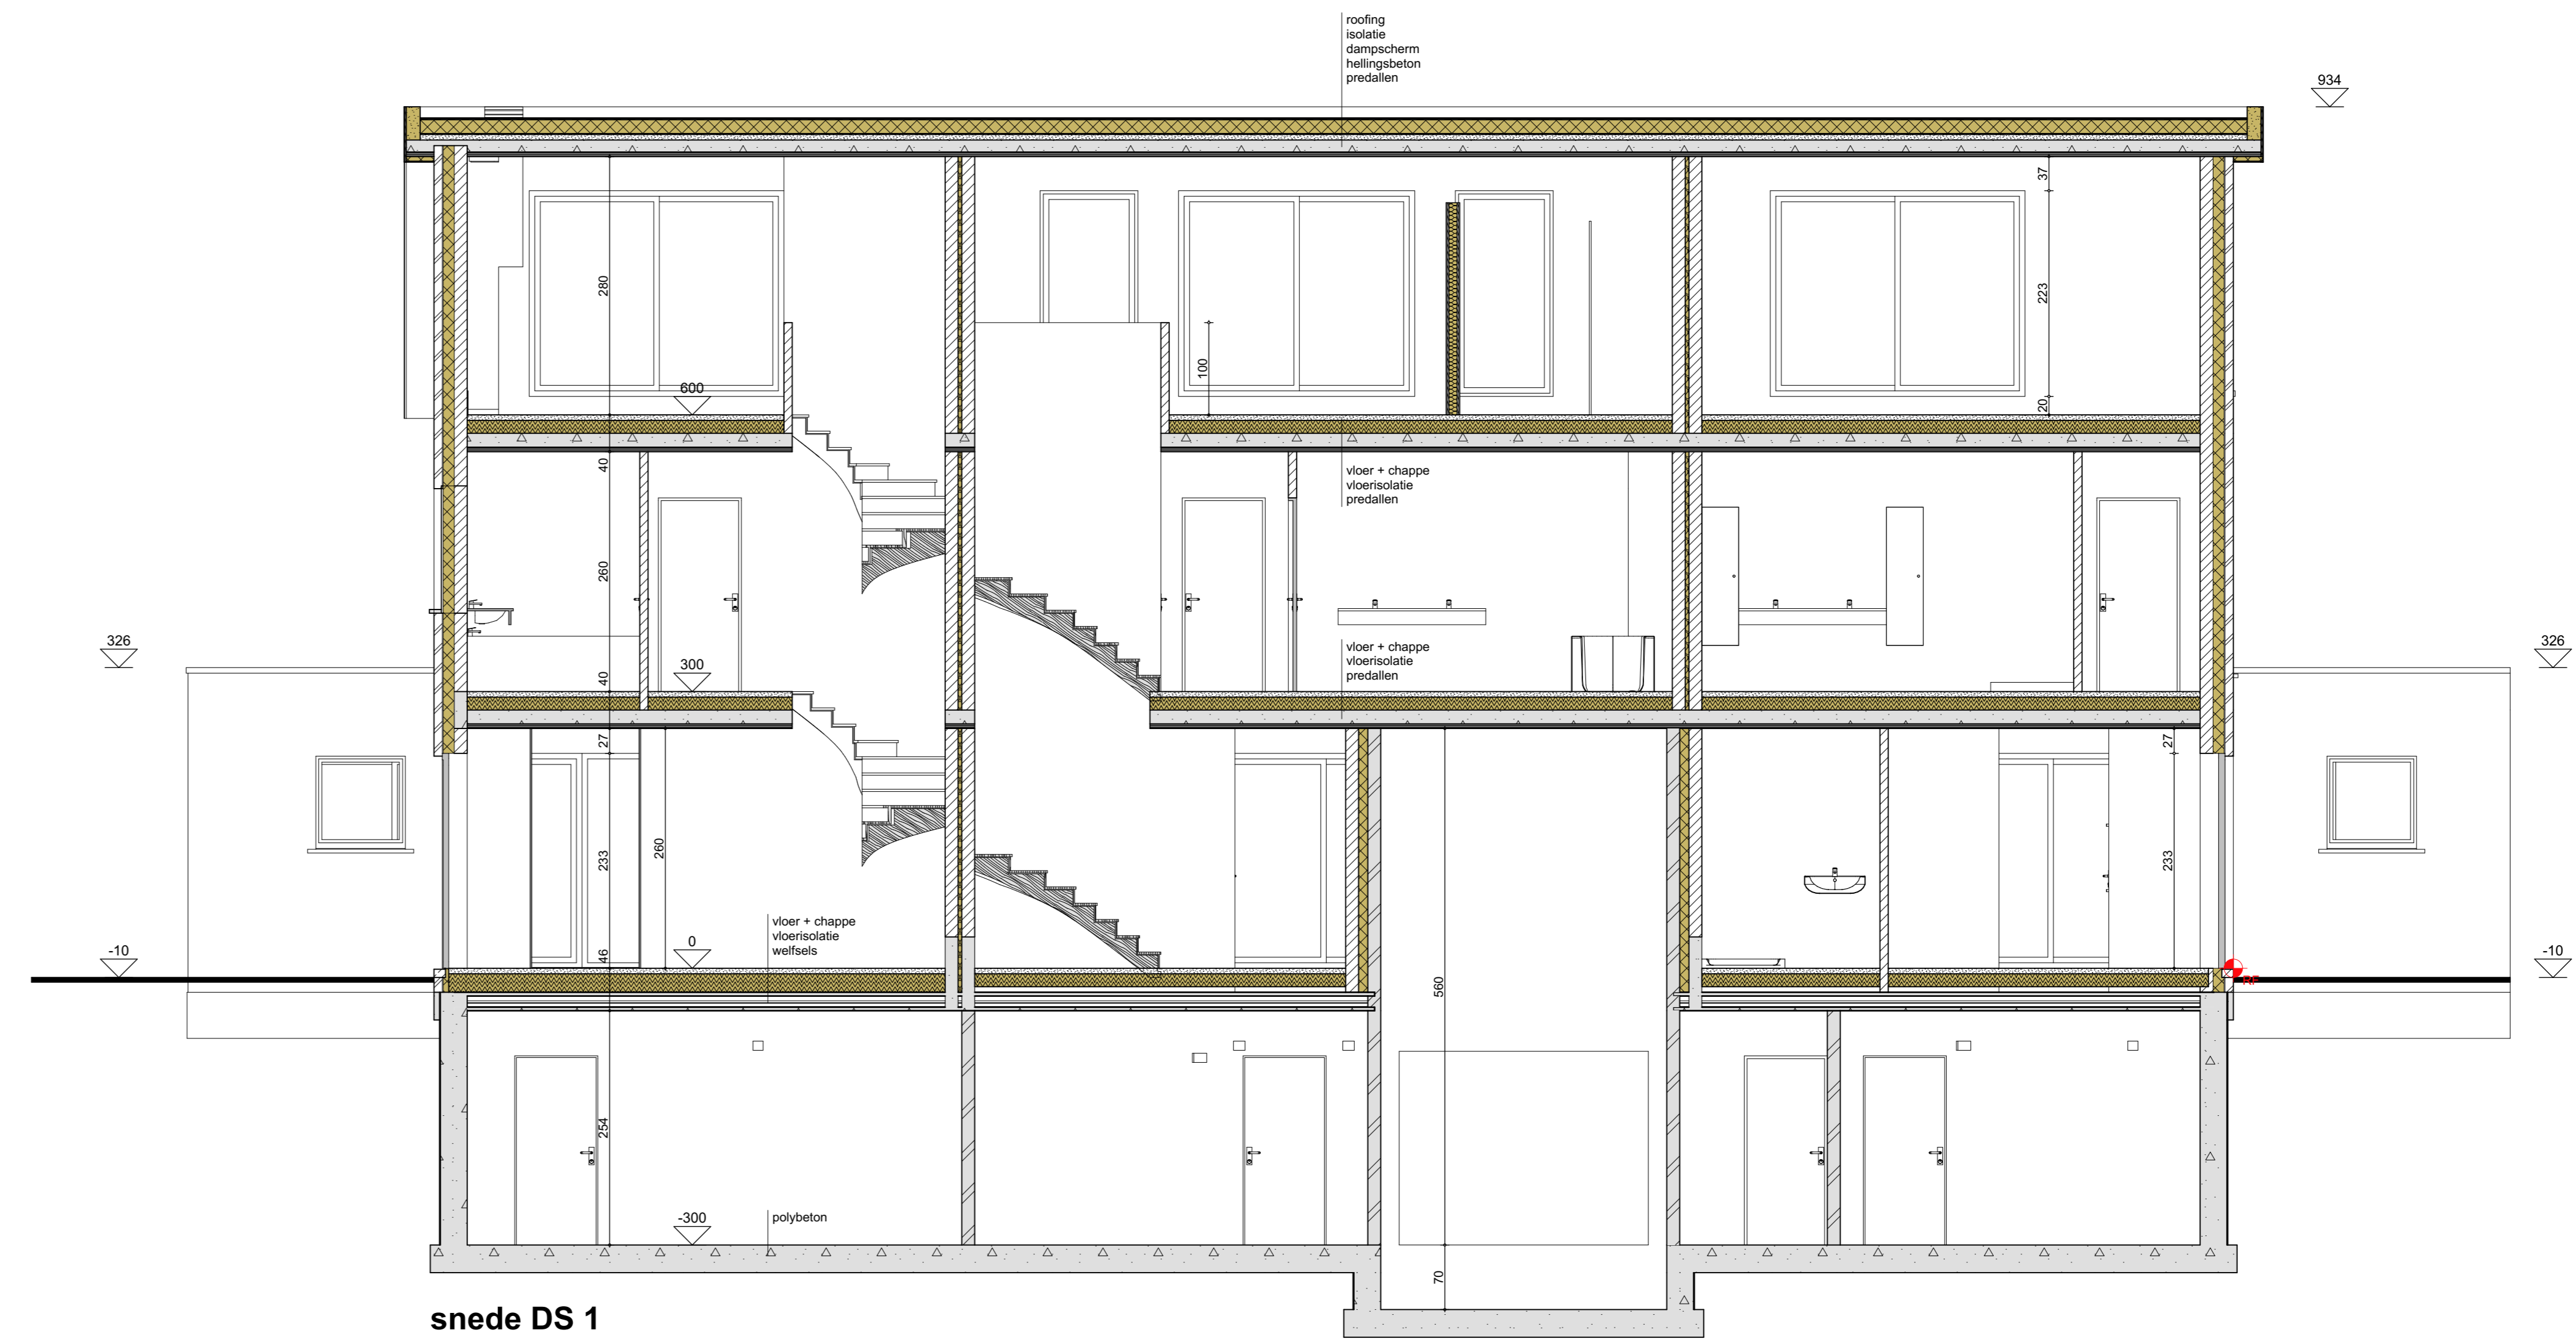 roofing
isolatie
dampscherm
hellingsbeton
predallen
934
37
280
223
100
600
20
40
vloer + chappe
vloerisolatie
predallen
260
326
326
vloer + chappe
vloerisolatie
predallen
300
40
27
27
233
260
233
vloer + chappe
vloerisolatie
welfsels
-10
0
46
-10
RF
560
254
-300
polybeton
70
snede DS 1